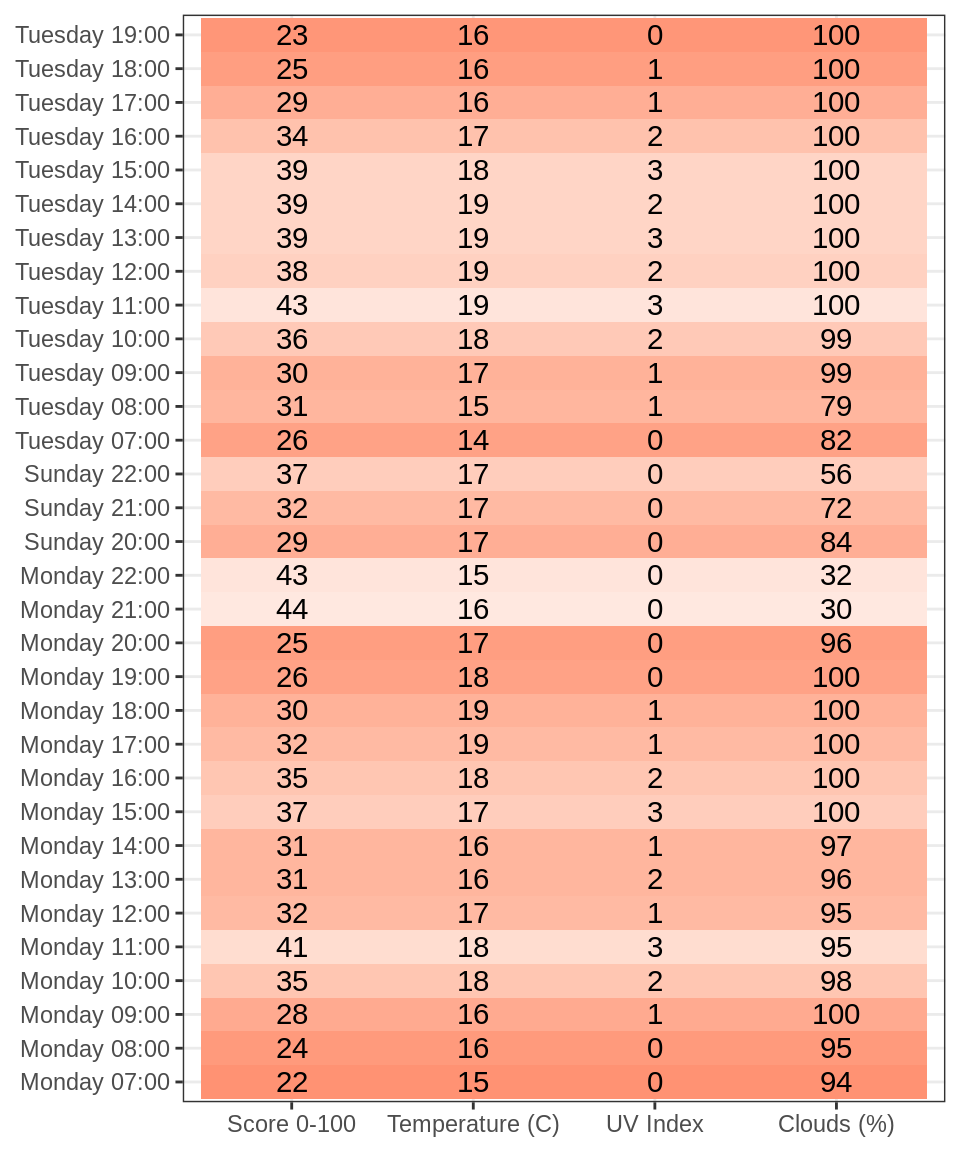 Tuesday 19:00 23 16 0 100
Tuesday 18:00 25 16 1 100
Tuesday 17:00 29 16 1 100
Tuesday 16:00 34 17 2 100
Tuesday 15:00 39 18 3 100
Tuesday 14:00 39 19 2 100
Tuesday 13:00 39 19 3 100
Tuesday 12:00 38 19 2 100
Tuesday 11:00 43 19 3 100
Tuesday 10:00 36 18 2 99
Tuesday 09:00 30 17 1 99
Tuesday 08:00 31 15 1 79
Tuesday 07:00 26 14 0 82
Sunday 22:00 37 17 0 56
Sunday 21:00 32 17 0 72
Sunday 20:00 29 17 0 84
Monday 22:00 43 15 0 32
Monday 21:00 44 16 0 30
Monday 20:00 25 17 0 96
Monday 19:00 26 18 0 100
Monday 18:00 30 19 1 100
Monday 17:00 32 19 1 100
Monday 16:00 35 18 2 100
Monday 15:00 37 17 3 100
Monday 14:00 31 16 1 97
Monday 13:00 31 16 2 96
Monday 12:00 32 17 1 95
Monday 11:00 41 18 3 95
Monday 10:00 35 18 2 98
Monday 09:00 28 16 1 100
Monday 08:00 24 16 0 95
Monday 07:00 22 15 0 94
Score 0-100 Temperature (C) UV Index Clouds (%)